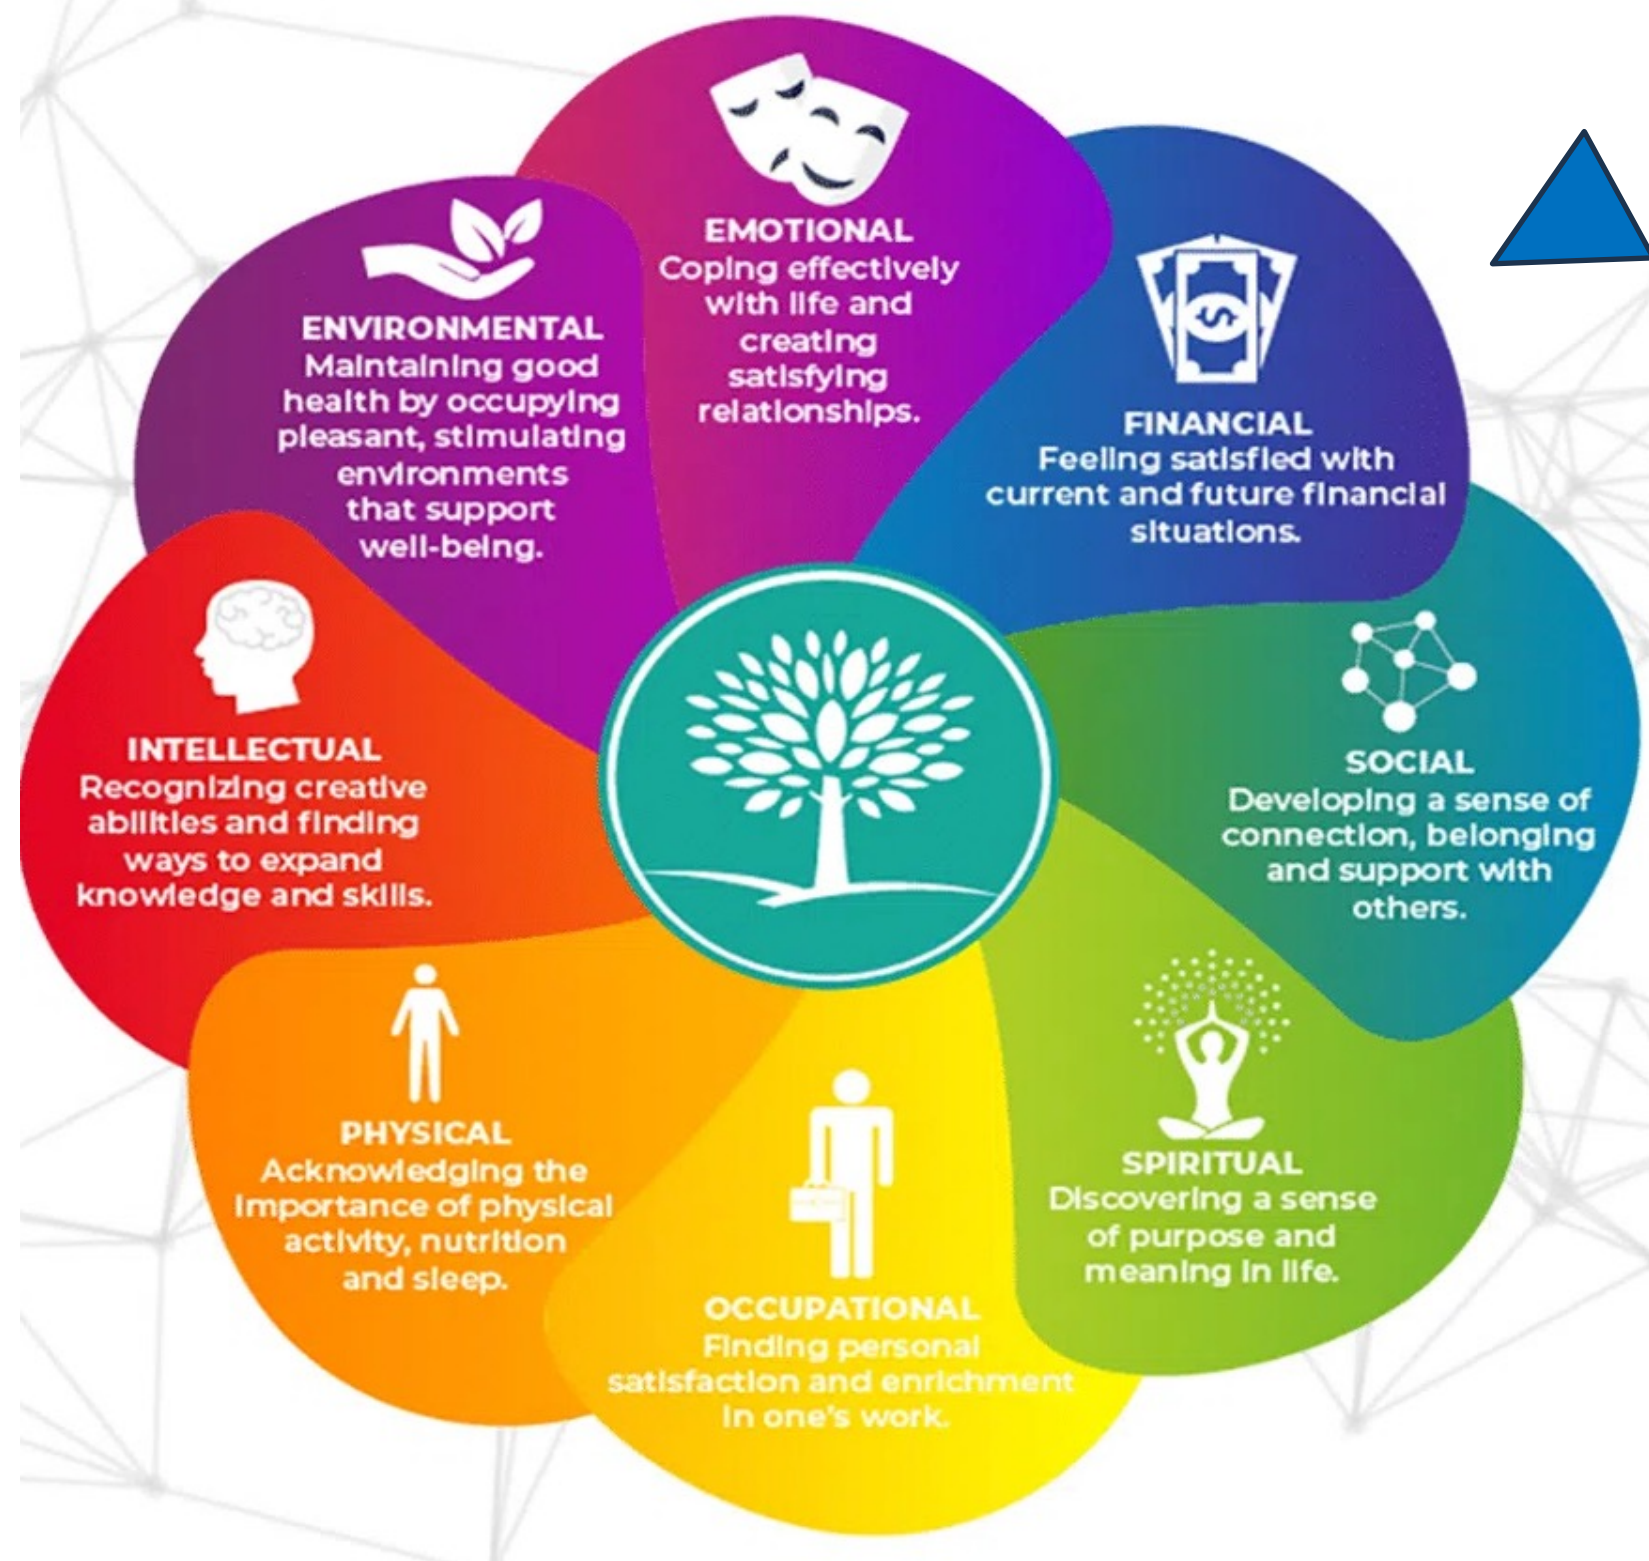 EMOTIONAL
Coping effectively
with life and
creating
satisfying
relationships.
FINANCIAL
Feeling satisfied with
current and future financial
situations.
SOCIAL
Developing a sense of
connection, belonging
and support with
others.
SPIRITUAL
Discovering a sense
of purpose and
meaning in life.
OCCUPATIONAL
Finding personal
satisfaction and enrichment
in one's work.
PHYSICAL
Acknowledging the
importance of physical
activity, nutrition
and sleep.
INTELLECTUAL
Recognizing creative
abilities and finding
ways to expand
knowledge and skills.
ENVIRONMENTAL
Maintaining good
health by occupying
pleasant, stimulating
environments
that support
well-being.